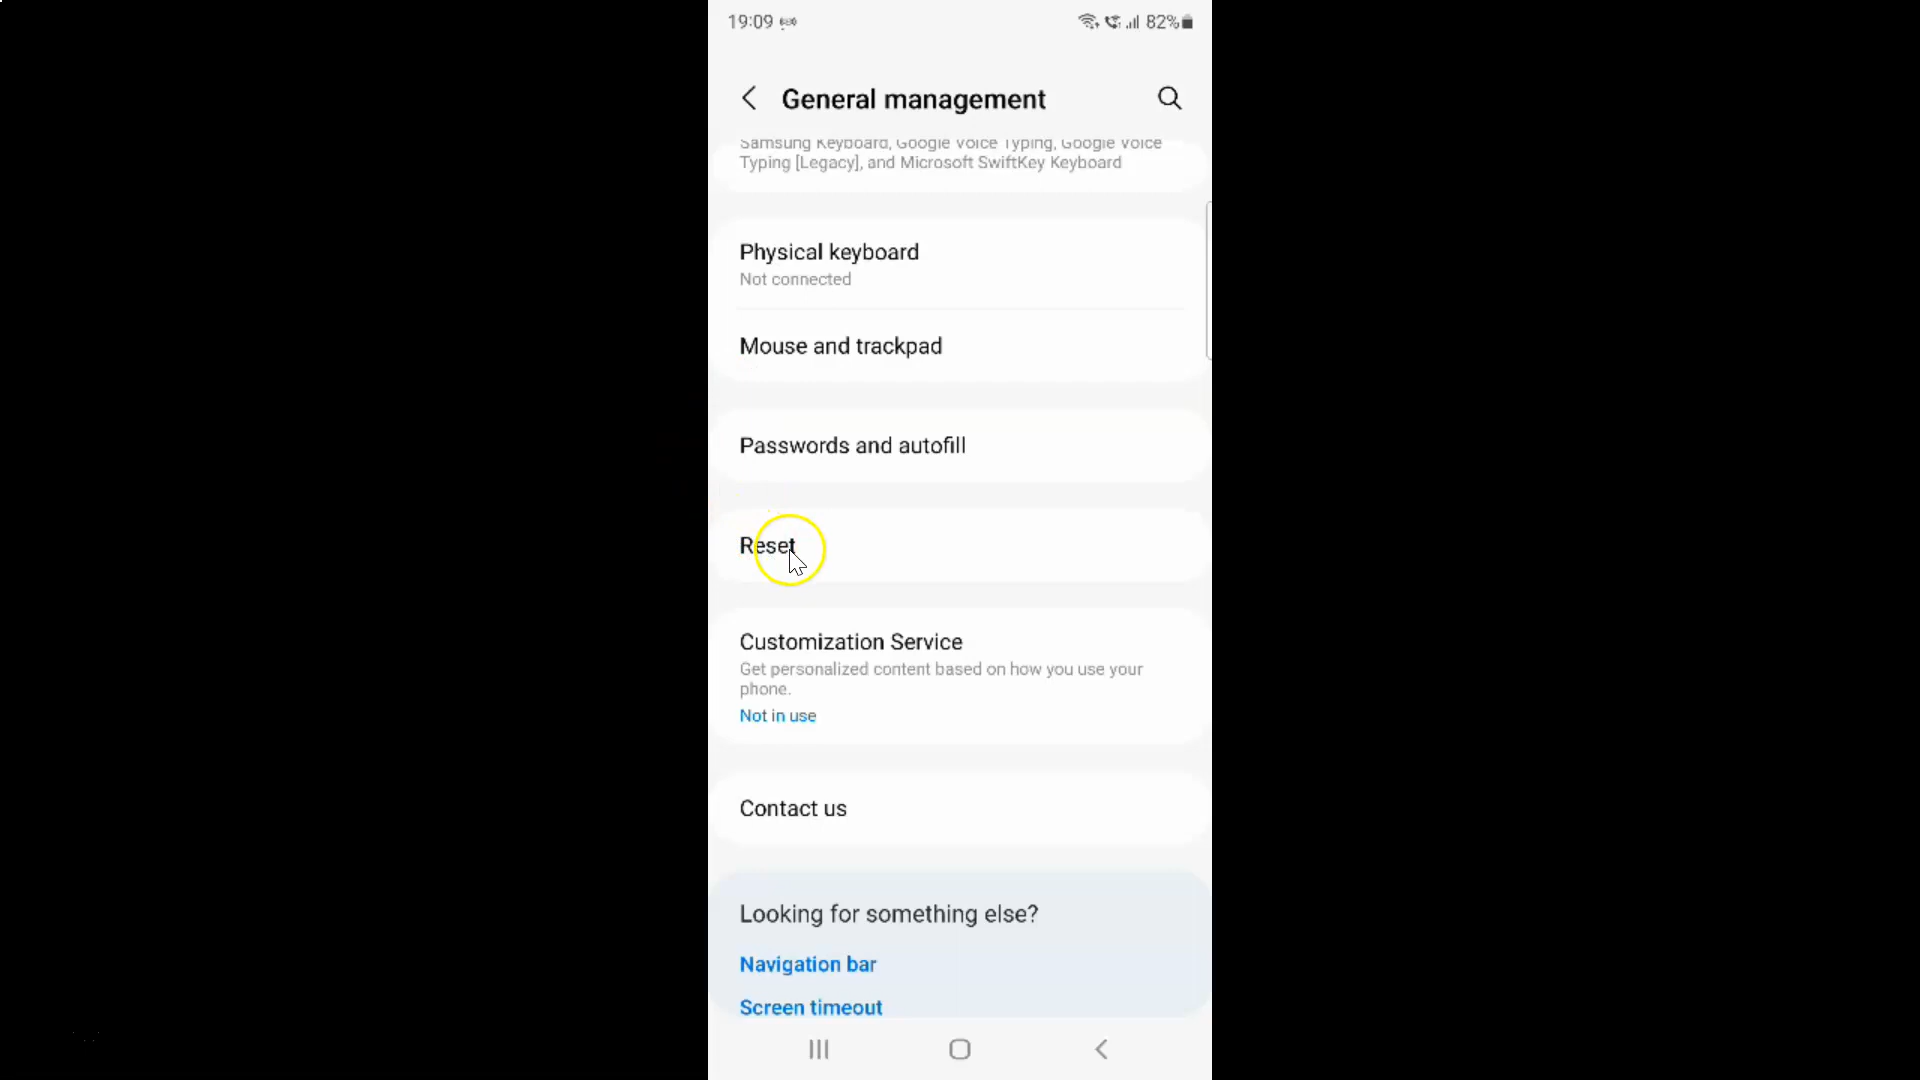 19:09
82%
General management
Samsung Keyboard, Google Voice Typing, Google Voice
Typing [Legacy], and Microsoft SwiftKey Keyboard
Physical keyboard
Not connected
Mouse and trackpad
Passwords and autofill
Reset
Customization Service
Get personalized content based on how you use your
phone.
Not in use
Contact us
Looking for something else?
Navigation bar
Screen timeout